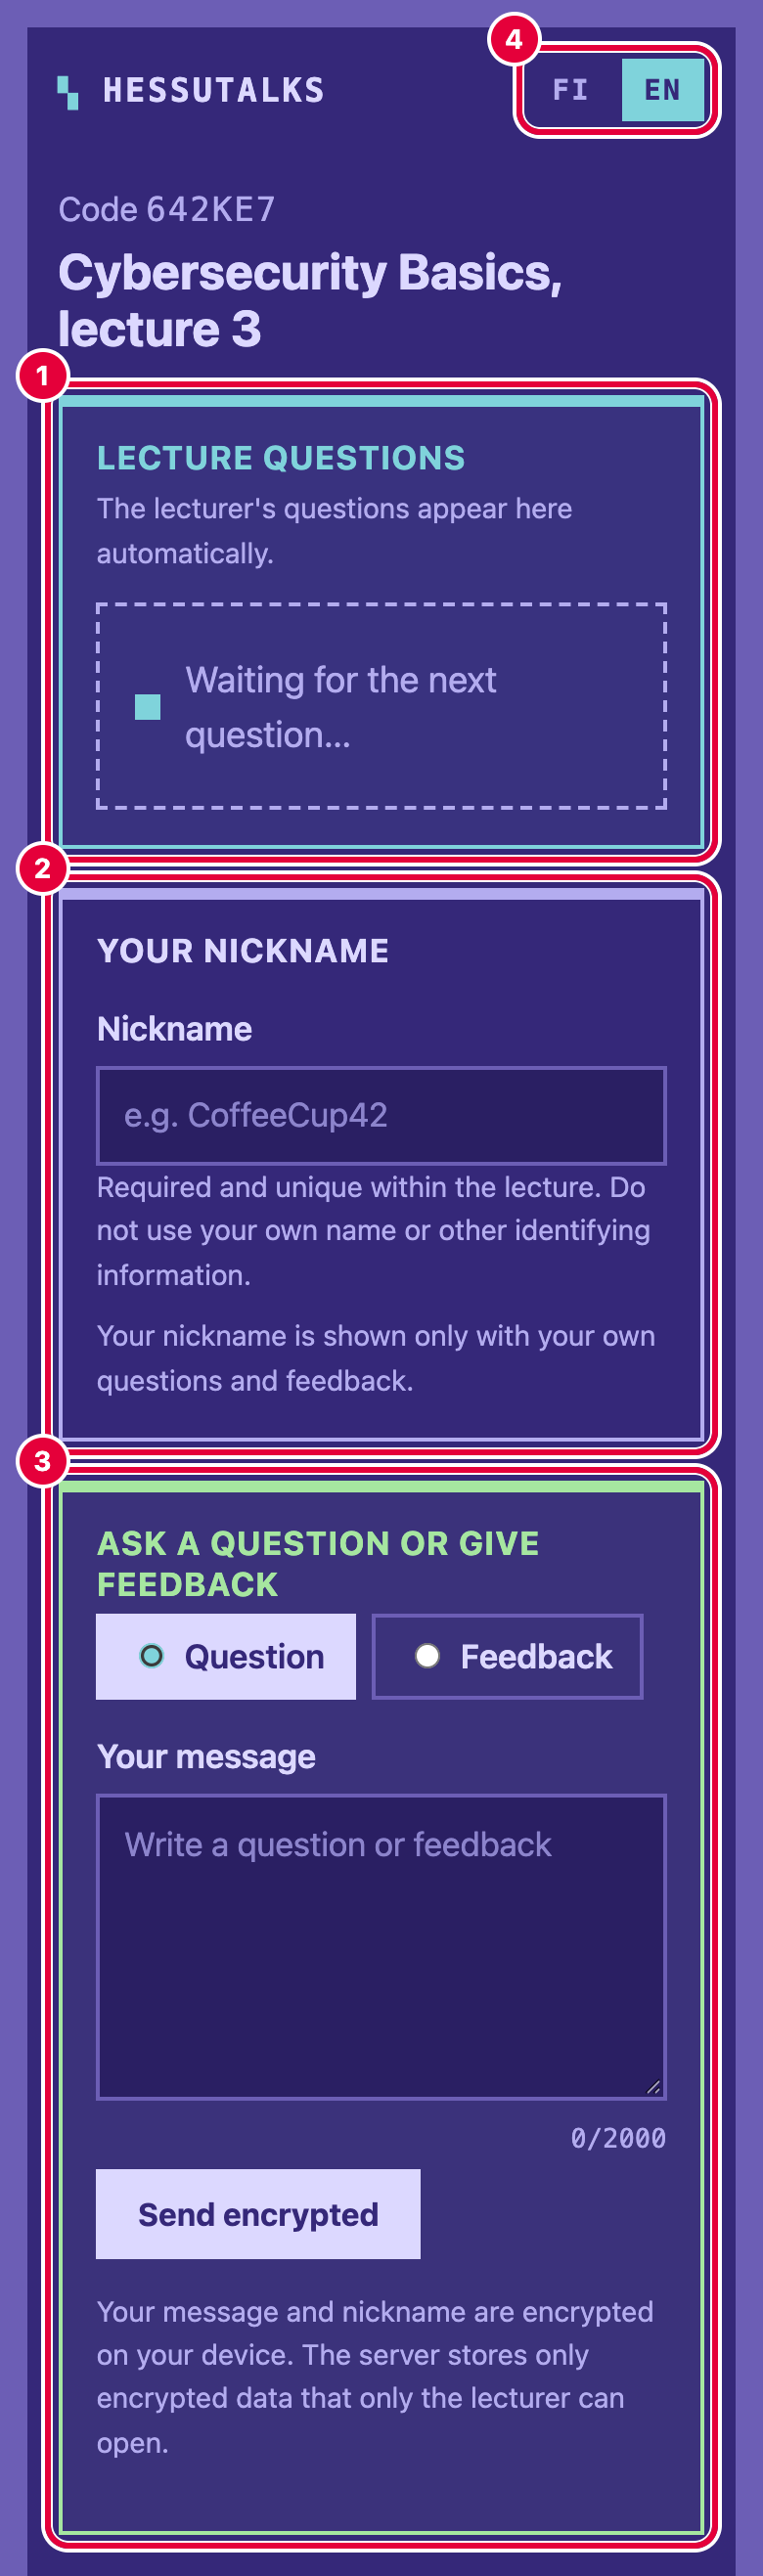 4
HESSUTALKS
FI EN
Code 642KE7
Cybersecurity Basics,
lecture 3
1
LECTURE QUESTIONS
The lecturer's questions appear here
automatically.
Waiting for the next
question...
2
YOUR NICKNAME
Nickname
e.g. CoffeeCup42
Required and unique within the lecture. Do
not use your own name or other identifying
information.
Your nickname is shown only with your own
questions and feedback.
3
ASK A QUESTION OR GIVE
FEEDBACK
Question Feedback
Your message
Write a question or feedback
0/2000
Send encrypted
Your message and nickname are encrypted
on your device. The server stores only
encrypted data that only the lecturer can
open.